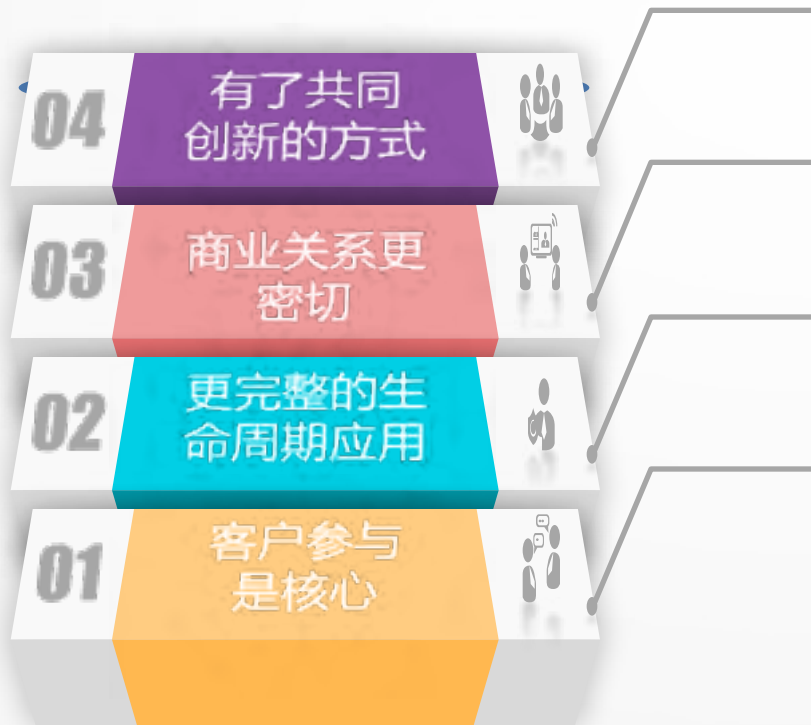 04
有了共同
创新的方式
03
商业关系更
密切
02
更完整的生
命周期应用
01
客户参与
是核心